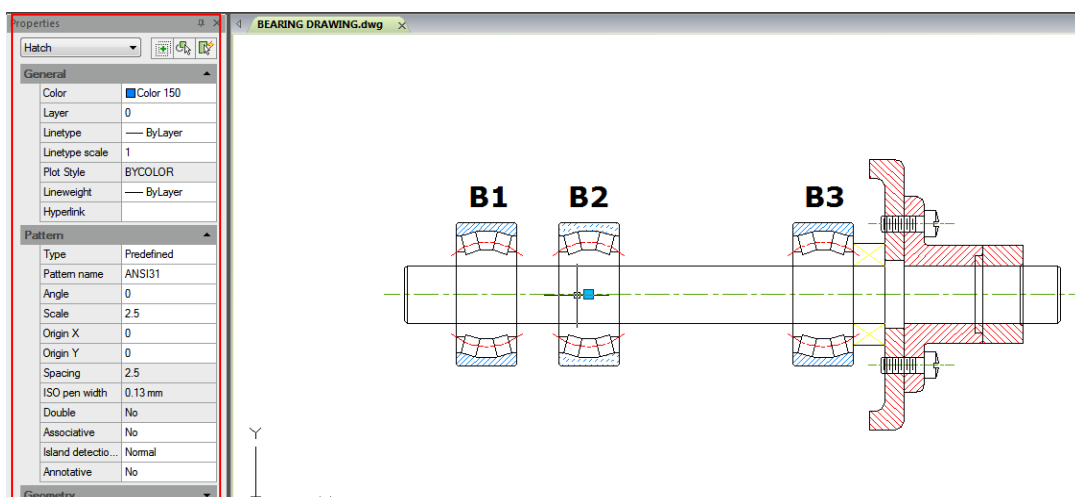 Properties
BEARING DRAWING.dwg
Hatch
General
Color Color 150
Layer 0
Linetype ByLayer
Linetype scale 1
Plot Style BYCOLOR
Lineweight ByLayer
Hyperlink
Pattern
Type Predefined
Pattern name ANSI31
Angle 0
Scale 2.5
Origin X 0
Origin Y 0
Spacing 2.5
ISO pen width 0.13 mm
Double No
Associative No
Island detectio... Normal
Annotative No
Geometry
B1 B2 B3
Y